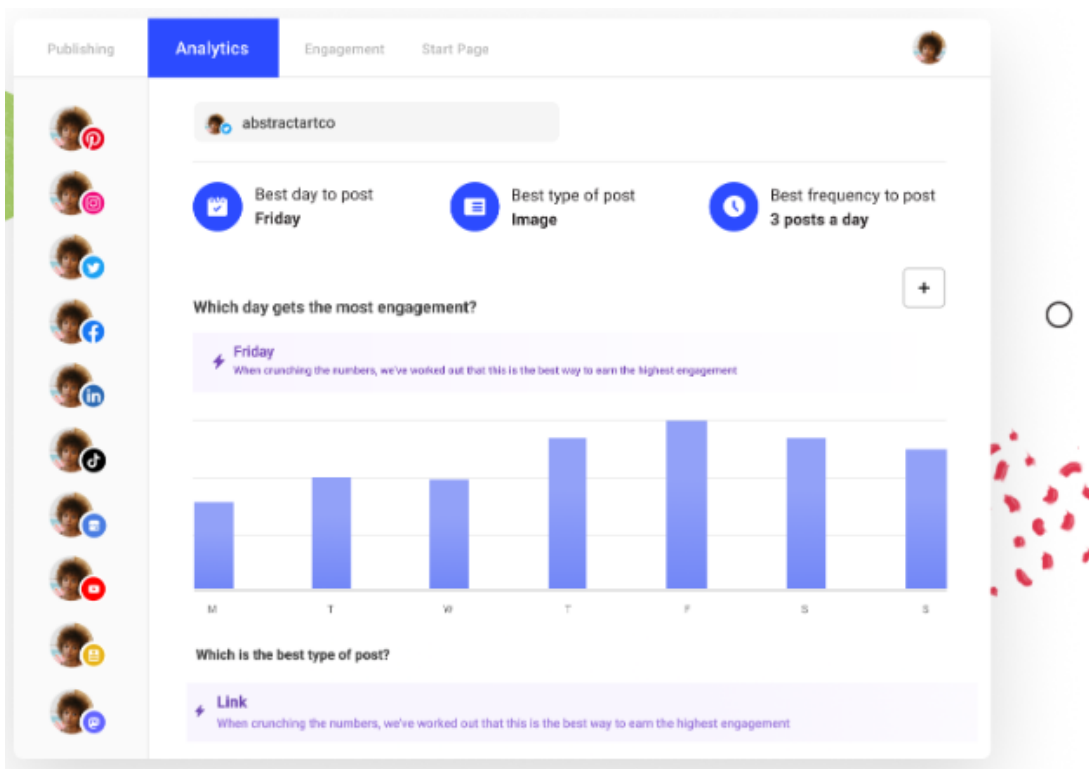 Publishing
Analytics
Engagement
Start Page
abstractartco
Best day to post
Friday
Best type of post
Image
Best frequency to post
3 posts a day
+
Which day gets the most engagement?
Friday
When crunching the numbers, we've worked out that this is the best way to earn the highest engagement
M T W T F S S
Which is the best type of post?
Link
When crunching the numbers, we've worked out that this is the best way to earn the highest engagement